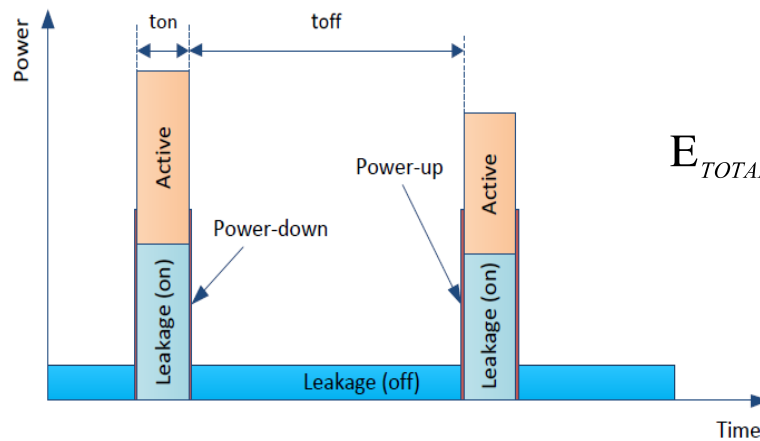 ton
toff
Power
Active
Leakage (on)
Power-down
Power-up
Active
Leakage (on)
Leakage (off)
Time